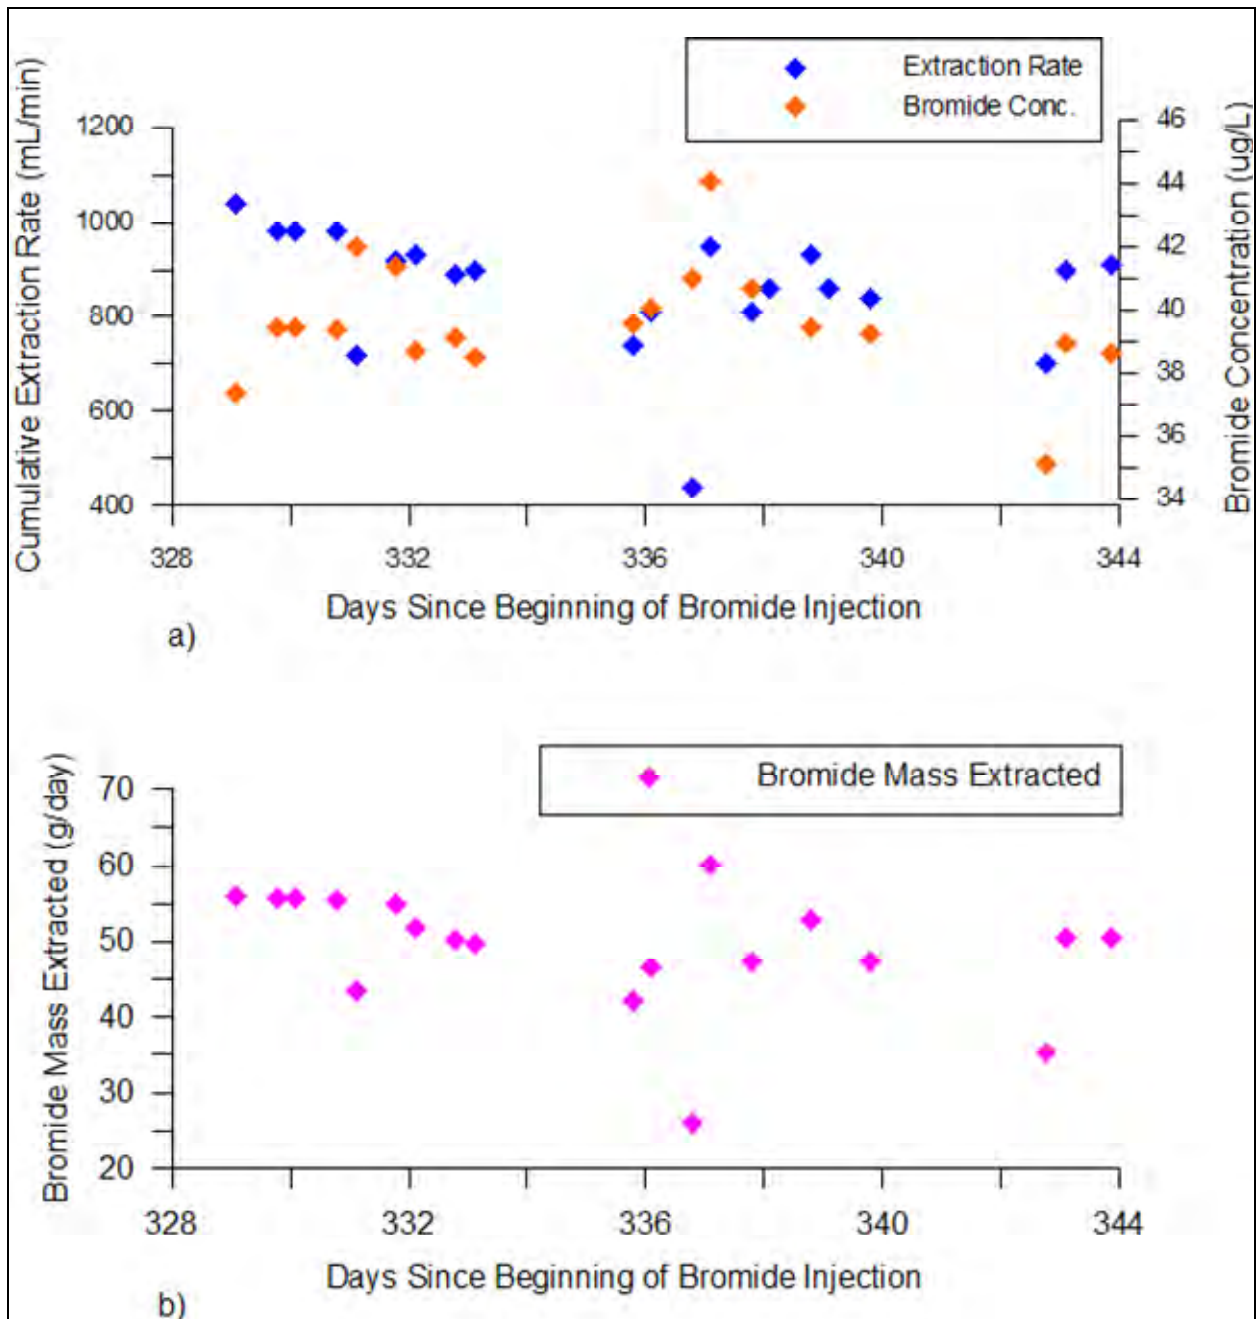 Extraction Rate
Bromide Conc.
Cumulative Extraction Rate (mL/min)
1200
1000
800
600
400
46
44
42
40
38
36
34
Bromide Concentration (ug/L)
328 332 336 340 344
Days Since Beginning of Bromide Injection
a)
Bromide Mass Extracted
Bromide Mass Extracted (g/day)
70
60
50
40
30
20
328 332 336 340 344
Days Since Beginning of Bromide Injection
b)